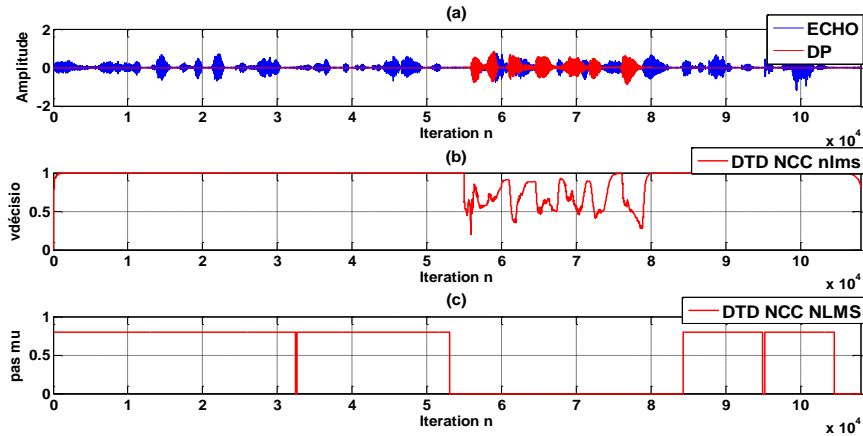 (a)
2
0
-2
Amplitude
ECHO
DP
0 1 2 3 4 5 6 7 8 9 10
Iteration n
x 10^4
(b)
1
0.5
0
vdécisio
DTD NCC nlms
0 1 2 3 4 5 6 7 8 9 10
Iteration n
x 10^4
(c)
1
0.5
0
pas mu
DTD NCC NLMS
0 1 2 3 4 5 6 7 8 9 10
Iteration n
x 10^4